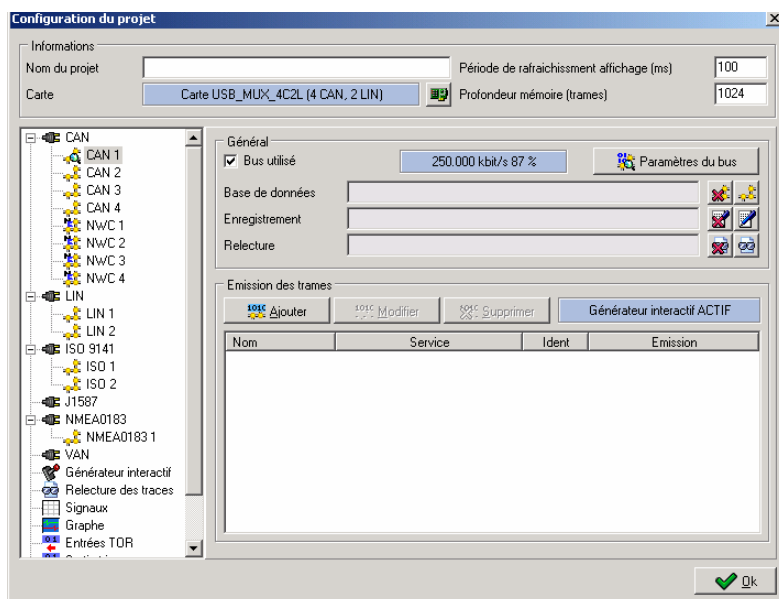 Configuration du projet
Informations
Nom du projet
Période de rafraichissment affichage (ms) 100
Carte
Carte USB_MUX_4C2L (4 CAN, 2 LIN)
Profondeur mémoire (trames) 1024
CAN
CAN 1
CAN 2
CAN 3
CAN 4
NWC 1
NWC 2
NWC 3
NWC 4
LIN
LIN 1
LIN 2
ISO 9141
ISO 1
ISO 2
J1587
NMEA0183
NMEA0183 1
VAN
Générateur interactif
Relecture des traces
Signaux
Graphe
Entrées TOR
Général
Bus utilisé
250.000 kbit/s 87 %
Paramètres du bus
Base de données
Enregistrement
Relecture
Emission des trames
Ajouter
Modifier
Supprimer
Générateur interactif ACTIF
Nom Service Ident Emission
Ok